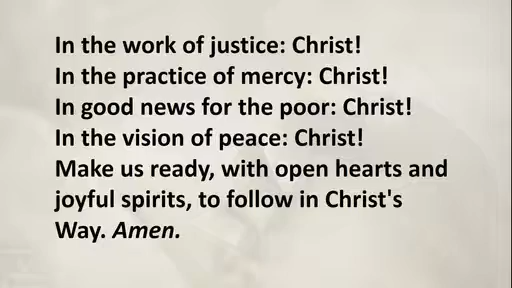 In the work of justice: Christ!
In the practice of mercy: Christ!
In good news for the poor: Christ!
In the vision of peace: Christ!
Make us ready, with open hearts and
joyful spirits, to follow in Christ's
Way. Amen.